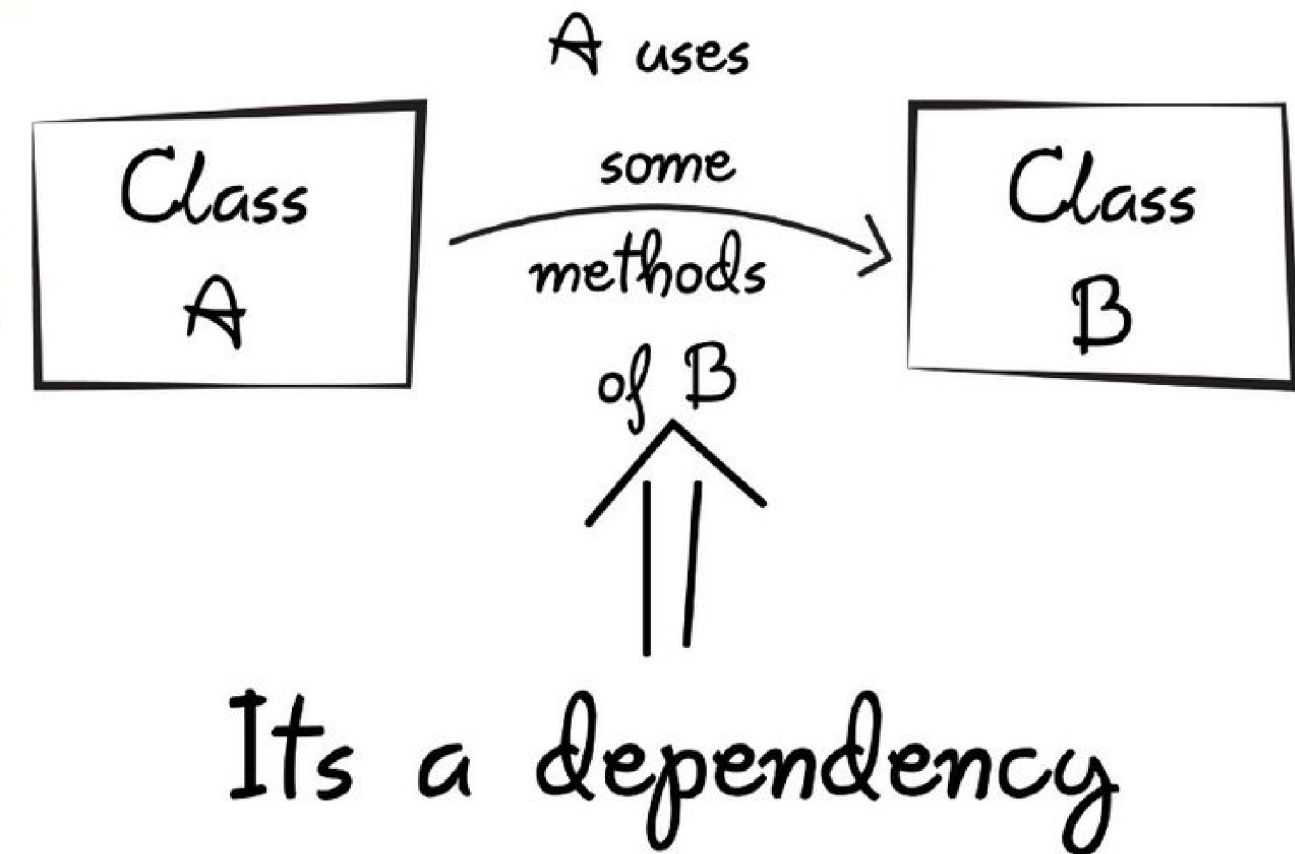 A uses
some
methods
of B
Class
A
Class
B
Its a dependency